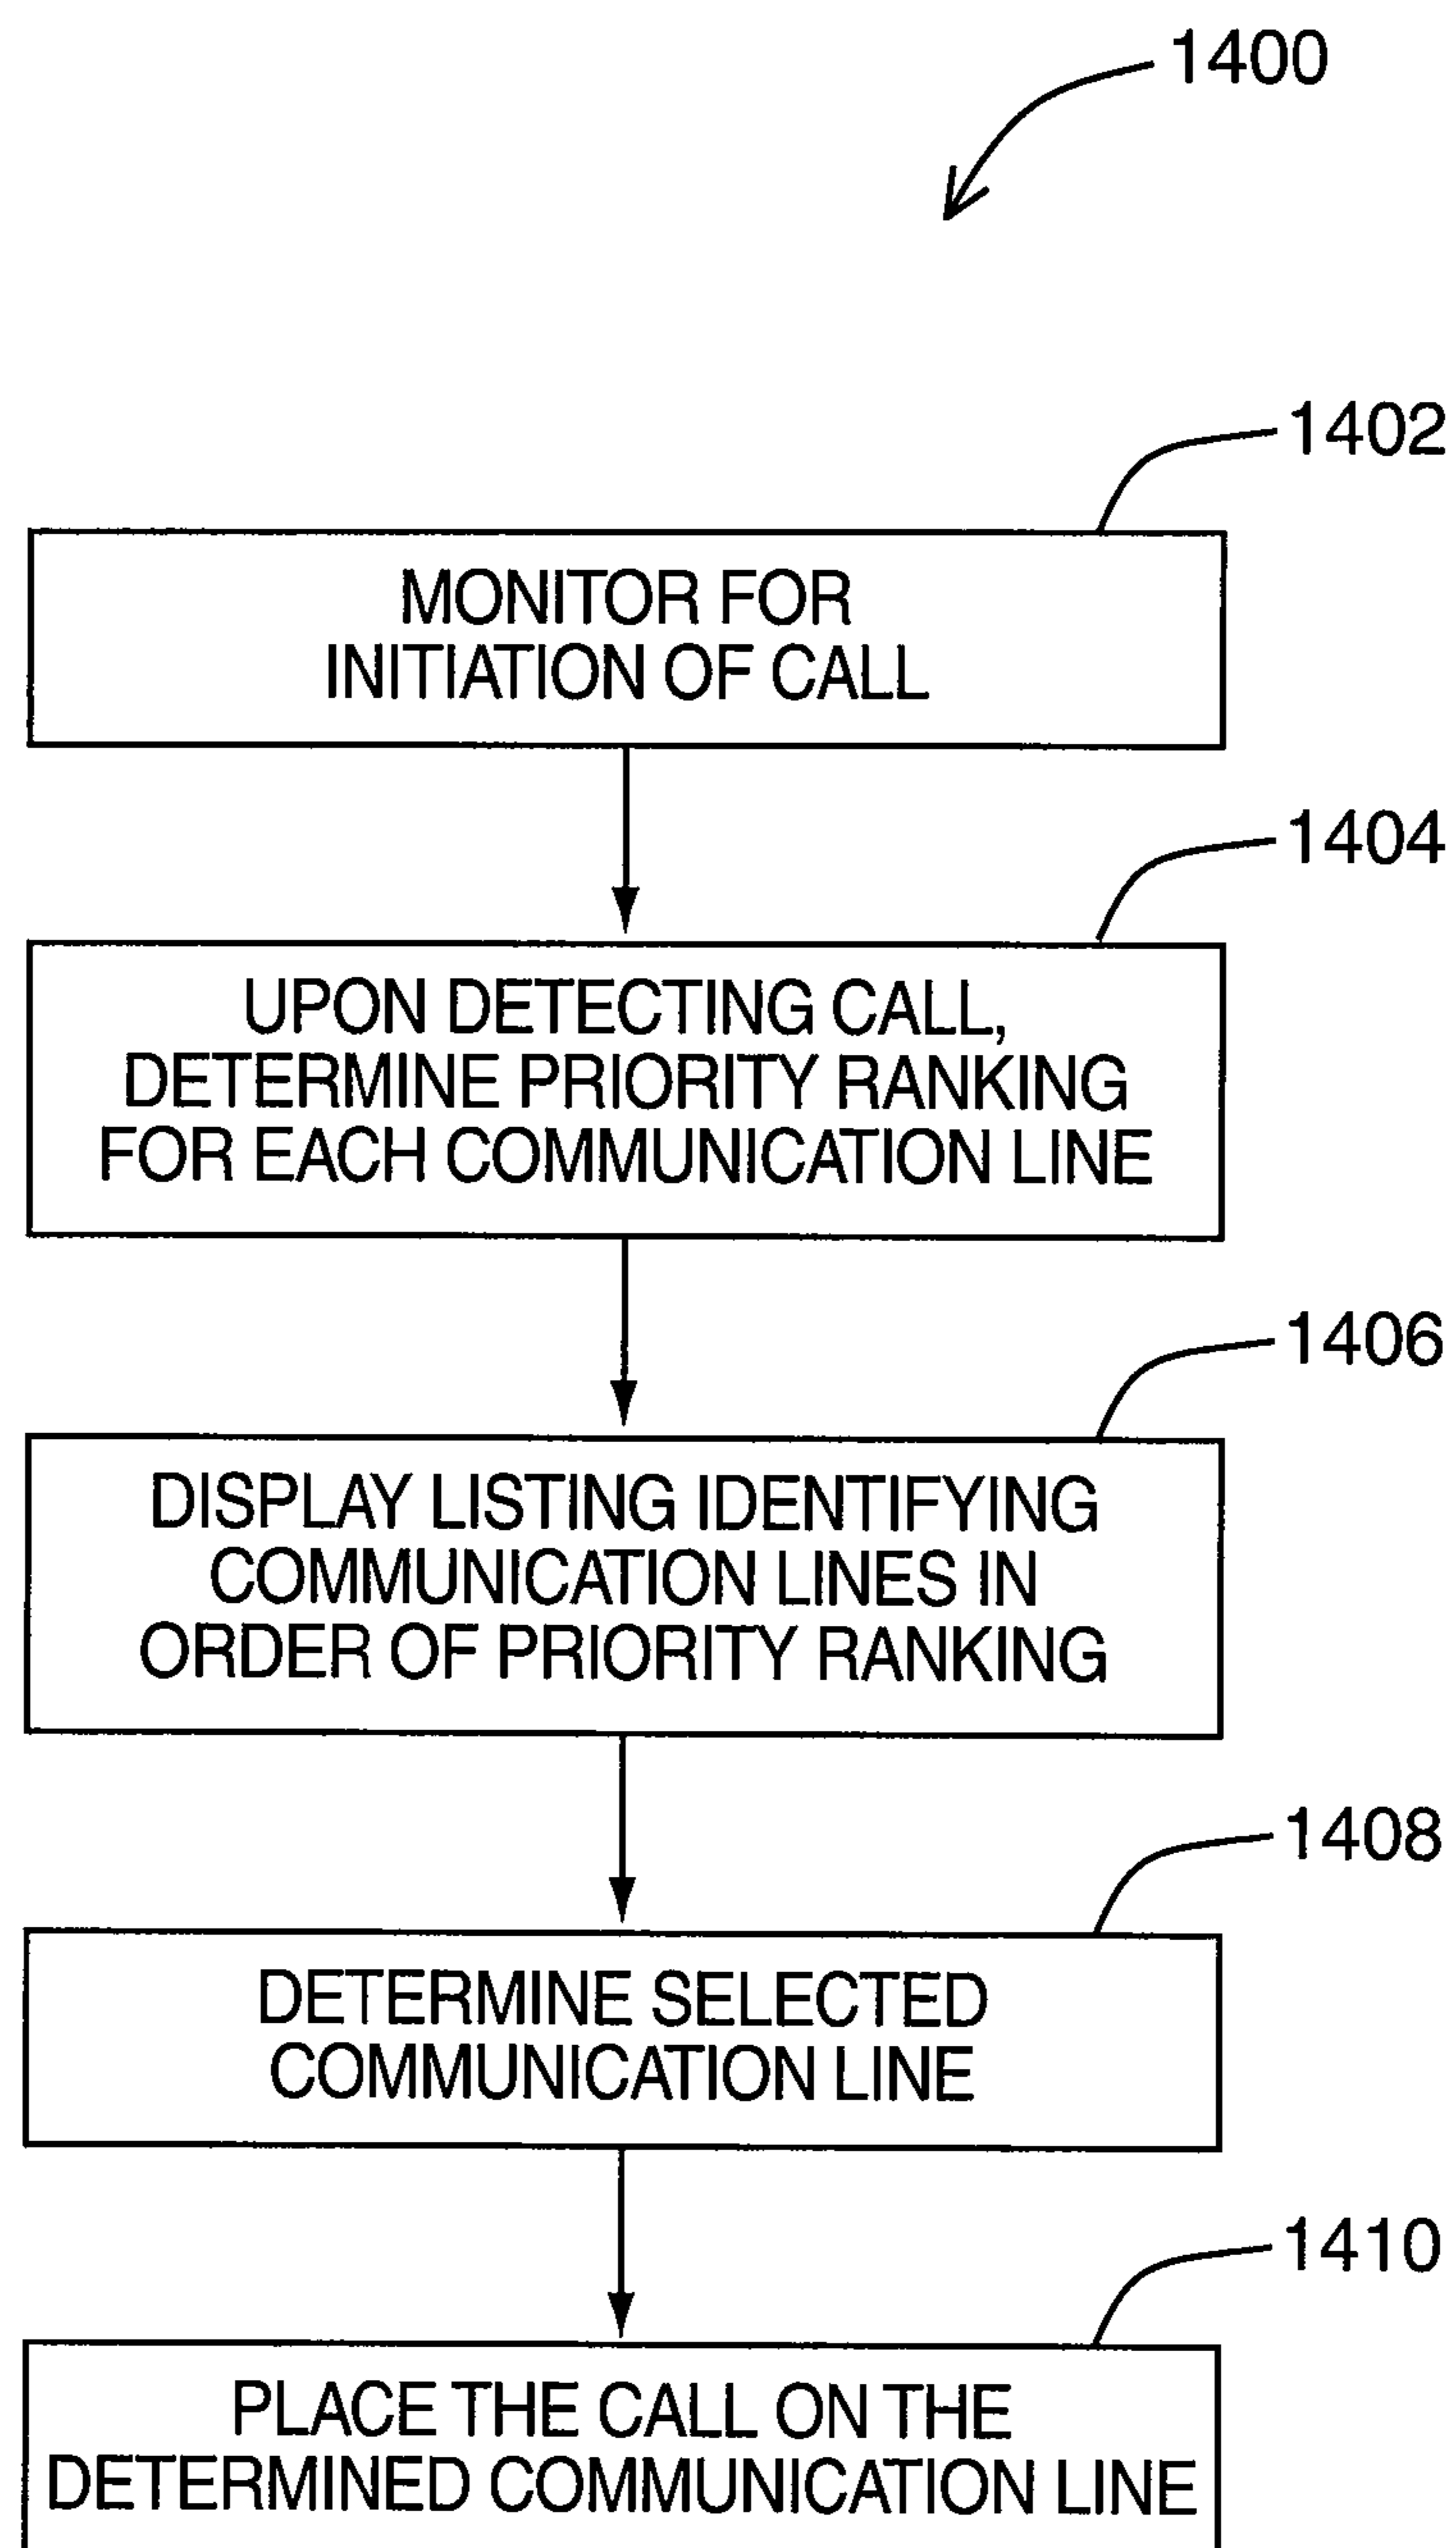 1400
1402
MONITOR FOR
INITIATION OF CALL
1404
UPON DETECTING CALL,
DETERMINE PRIORITY RANKING
FOR EACH COMMUNICATION LINE
1406
DISPLAY LISTING IDENTIFYING
COMMUNICATION LINES IN
ORDER OF PRIORITY RANKING
1408
DETERMINE SELECTED
COMMUNICATION LINE
1410
PLACE THE CALL ON THE
DETERMINED COMMUNICATION LINE